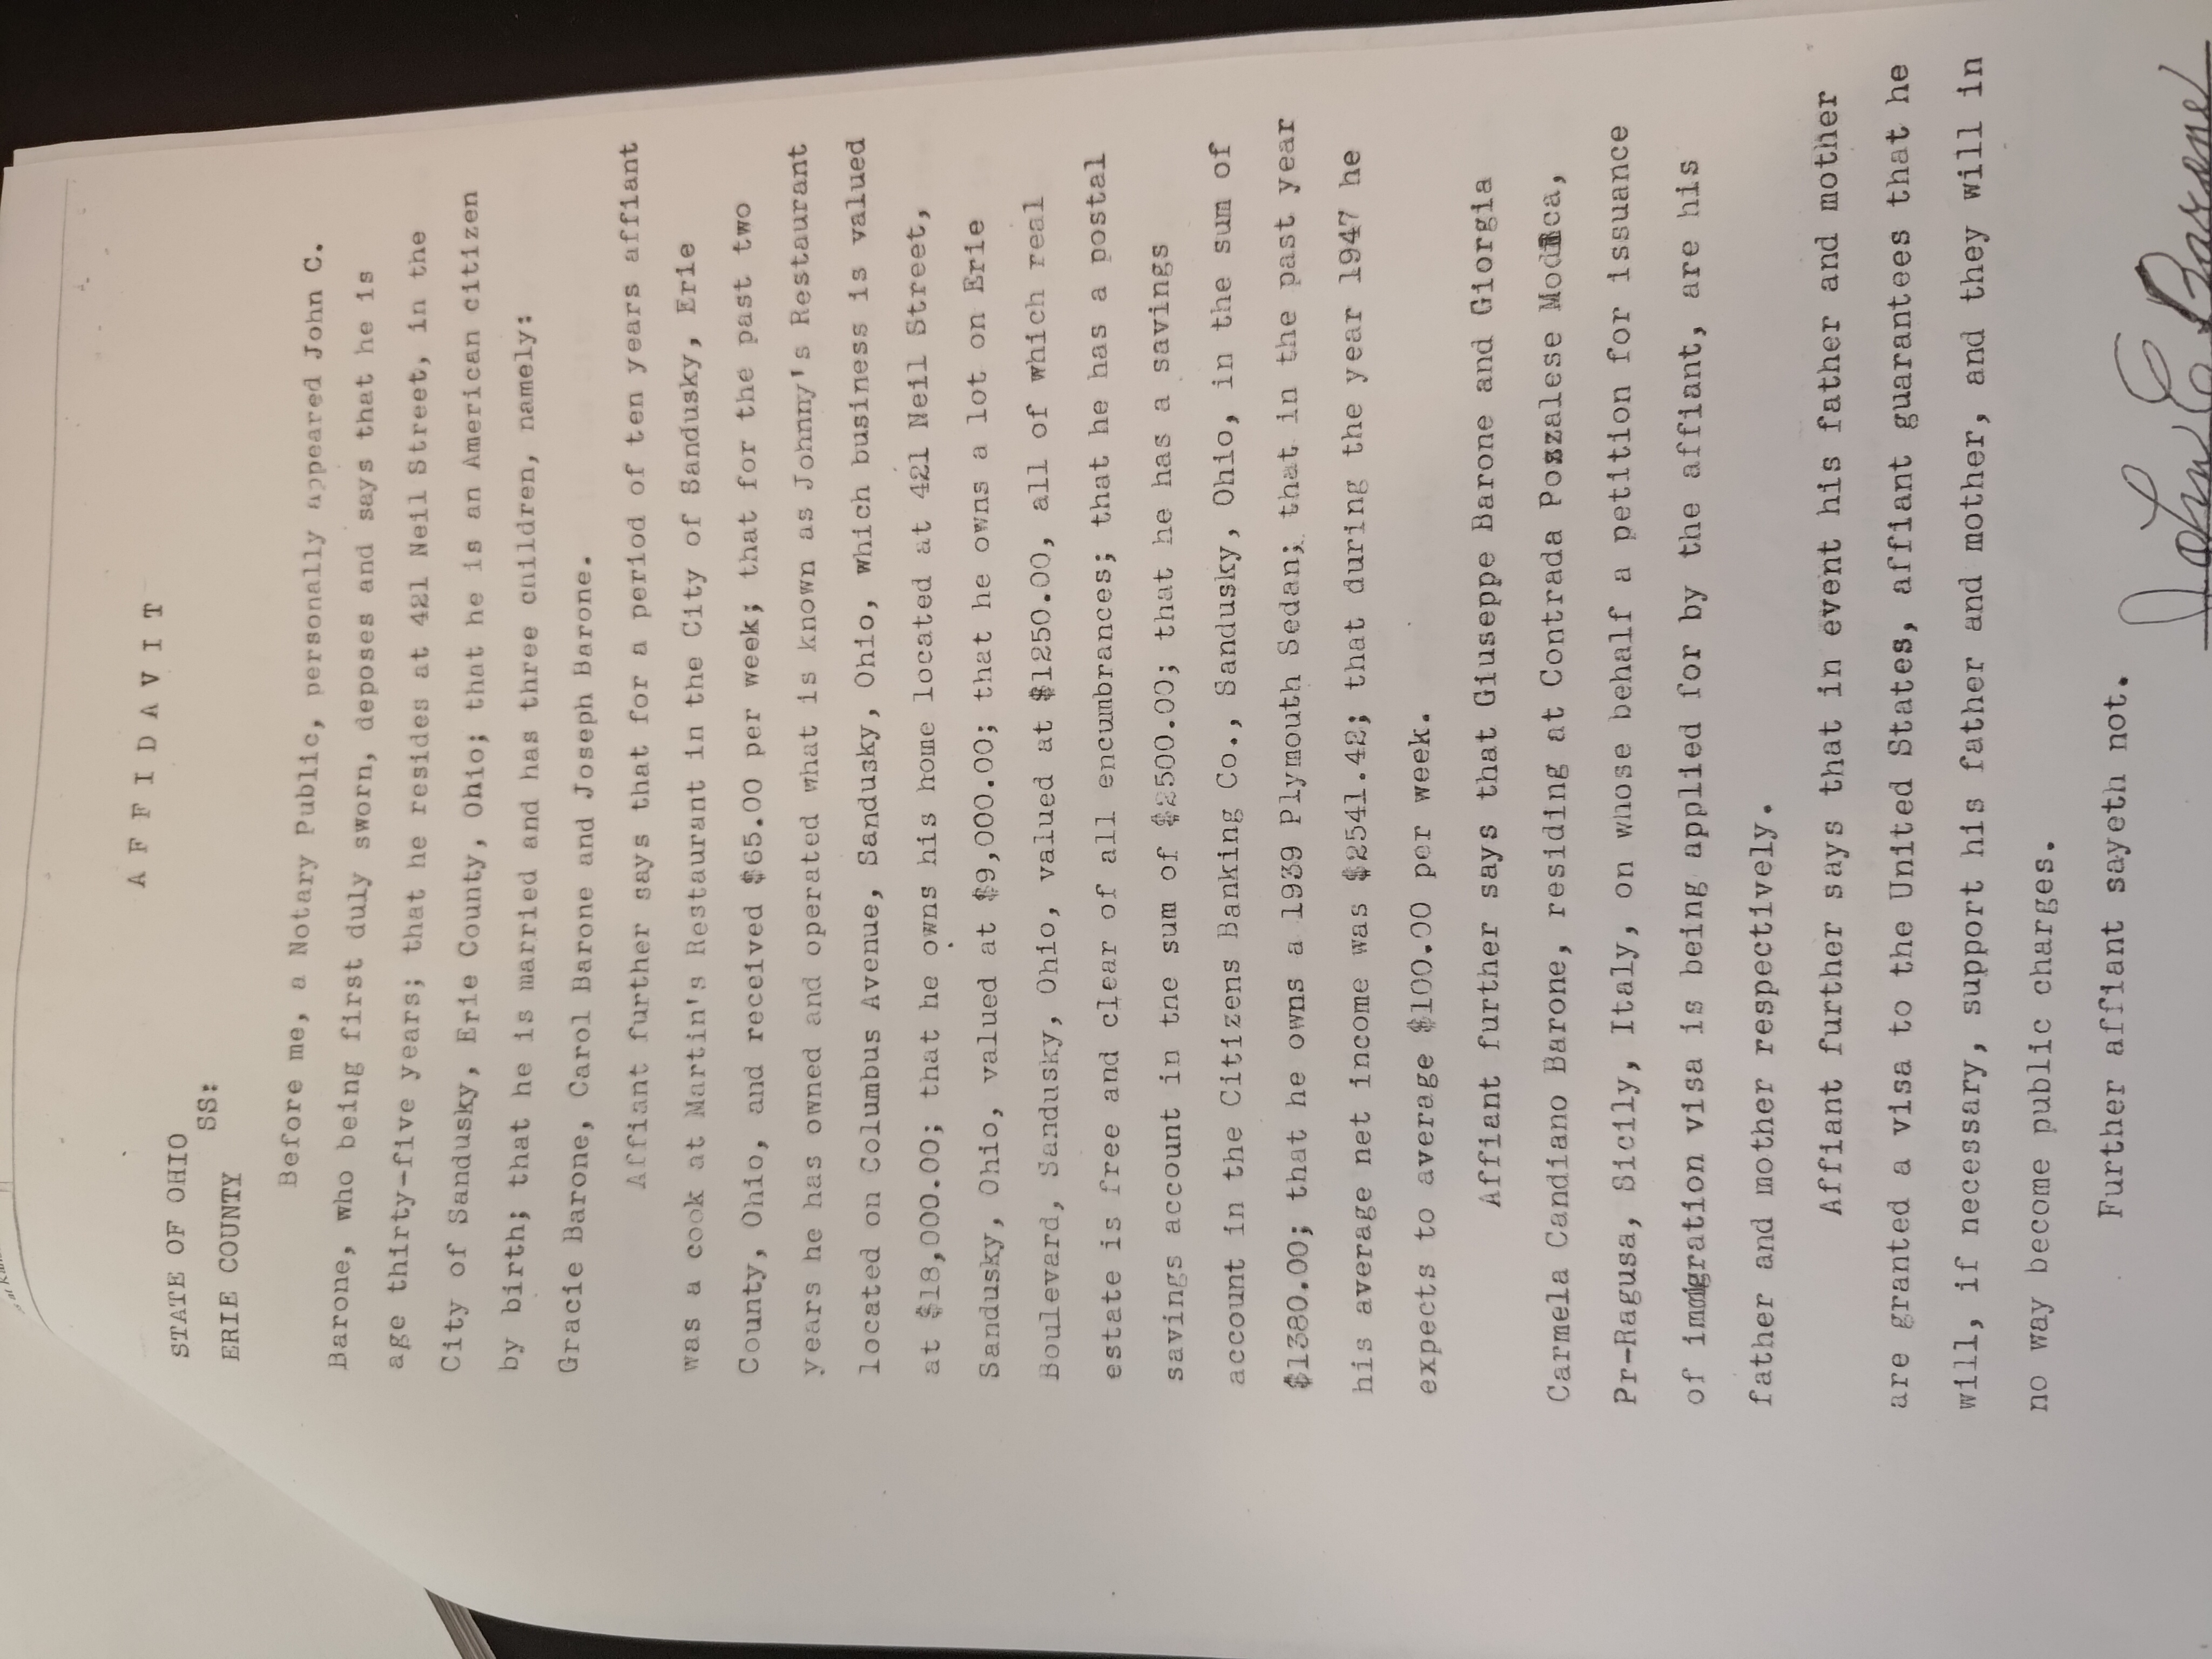 A F F I D A V I T
STATE OF OHIO
SS:
ERIE COUNTY
Before me, a Notary Public, personally appeared John C.
Barone, who being first duly sworn, deposes and says that he is
age thirty-five years; that he resides at 421 Neil Street, in the
City of Sandusky, Erie County, Ohio; that he is an American citizen
by birth; that he is married and has three children, namely:
Gracie Barone, Carol Barone and Joseph Barone.
Affiant further says that for a period of ten years affiant
was a cook at Martin's Restaurant in the City of Sandusky, Erie
County, Ohio, and received $65.00 per week; that for the past two
years he has owned and operated what is known as Johnny's Restaurant
located on Columbus Avenue, Sandusky, Ohio, which business is valued
at $18,000.00; that he owns his home located at 421 Neil Street,
Sandusky, Ohio, valued at $9,000.00; that he owns a lot on Erie
Boulevard, Sandusky, Ohio, valued at $1250.00, all of which real
estate is free and clear of all encumbrances; that he has a postal
savings account in the sum of $2500.00; that he has a savings
account in the Citizens Banking Co., Sandusky, Ohio, in the sum of
$1380.00; that he owns a 1939 Plymouth Sedan; that in the past year
his average net income was $2541.42; that during the year 1947 he
expects to average $100.00 per week.
Affiant further says that Giuseppe Barone and Giorgia
Carmela Candiano Barone, residing at Contrada Pozzalese Modica,
Pr-Ragusa, Sicily, Italy, on whose behalf a petition for issuance
of immigration visa is being applied for by the affiant, are his
father and mother respectively.
Affiant further says that in event his father and mother
are granted a visa to the United States, affiant guarantees that he
will, if necessary, support his father and mother, and they will in
no way become public charges.
Further affiant sayeth not.
John C Barone